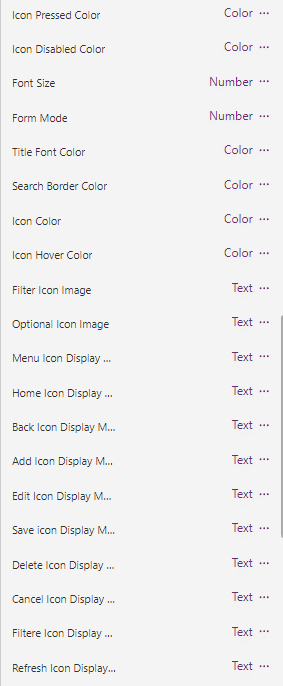 Icon Pressed Color Color ...
Icon Disabled Color Color ...
Font Size Number ...
Form Mode Number ...
Title Font Color Color ...
Search Border Color Color ...
Icon Color Color ...
Icon Hover Color Color ...
Filter Icon Image Text ...
Optional Icon Image Text ...
Menu Icon Display ... Text ...
Home Icon Display ... Text ...
Back Icon Display M... Text ...
Add Icon Display M... Text ...
Edit Icon Display M... Text ...
Save icon Display M... Text ...
Delete Icon Display ... Text ...
Cancel Icon Display ... Text ...
Filtere Icon Display ... Text ...
Refresh Icon Display... Text ...